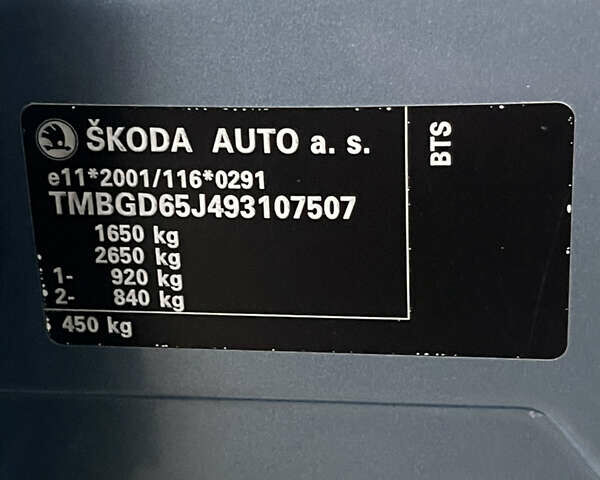 ŠKODA AUTO a. s.
e11*2001/116*0291
TMBGD65J493107507
1650 kg
2650 kg
1- 920 kg
2- 840 kg
450 kg
BTS